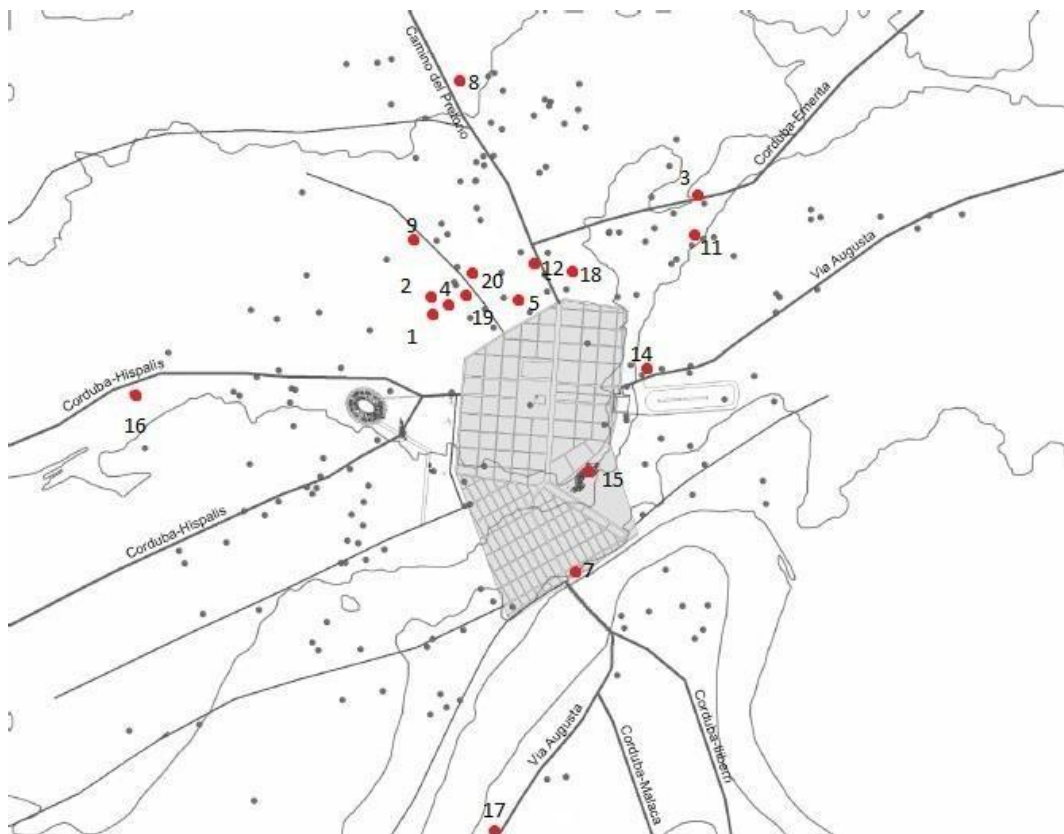 Camino del Pretorio
8
Corduba-Emerita
3
9
11
Via Augusta
12
18
20
2
4
5
19
1
14
Corduba-Hispalis
16
15
Corduba-Hispalis
7
Via Augusta
Corduba-Iliberri
Corduba-Malaca
17